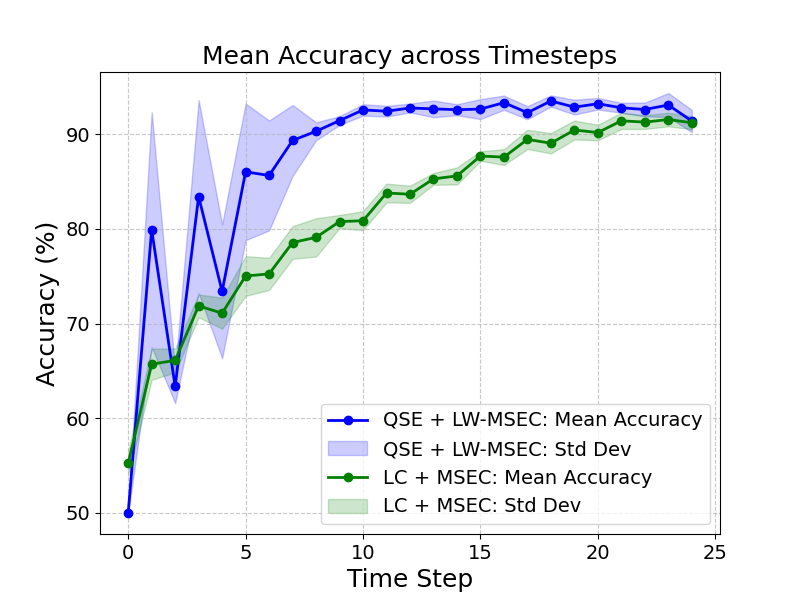 Mean Accuracy across Timesteps
Accuracy (%)
90
80
70
60
50
QSE + LW-MSEC: Mean Accuracy
QSE + LW-MSEC: Std Dev
LC + MSEC: Mean Accuracy
LC + MSEC: Std Dev
0 5 10 15 20 25
Time Step